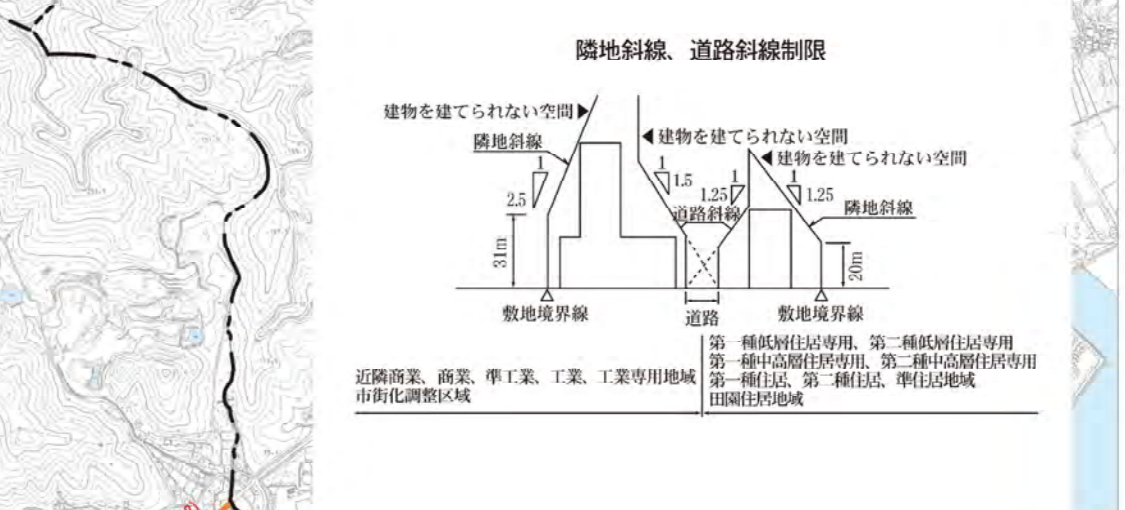 隣地斜線、道路斜線制限
建物を建てられない空間
隣地斜線
1
2.5
31m
建物を建てられない空間
1
1.5
建物を建てられない空間
1
1.25
1
1.25
道路斜線
隣地斜線
20m
敷地境界線
道路
敷地境界線
近隣商業、商業、準工業、工業、工業専用地域
市街化調整区域
第一種低層住居専用、第二種低層住居専用
第一種中高層住居専用、第二種中高層住居専用
第一種住居、第二種住居、準住居地域
田園住居地域